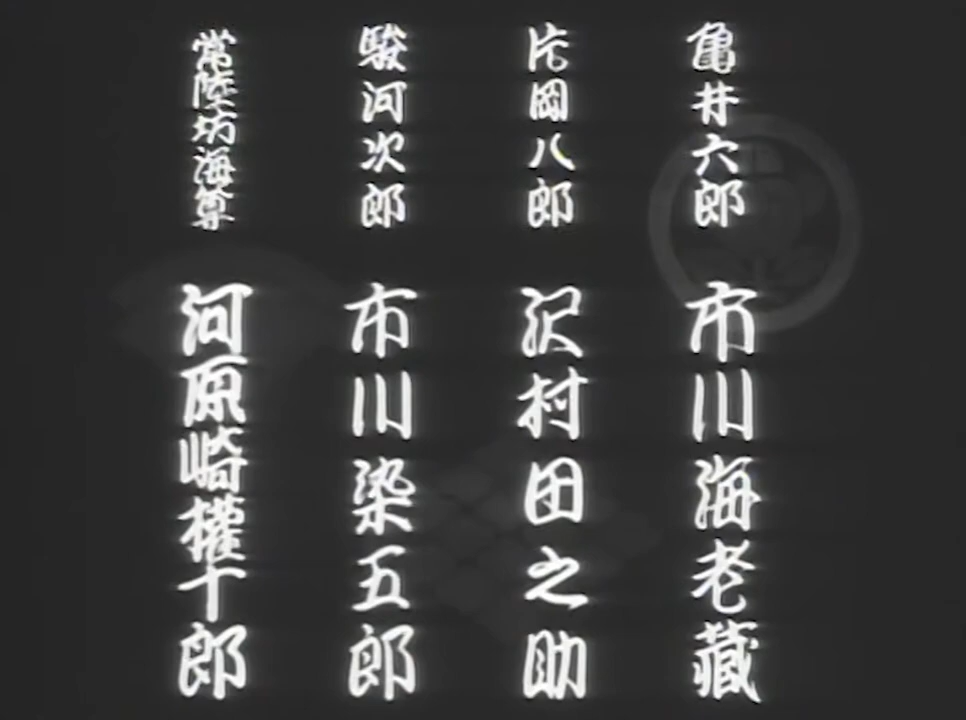 亀井六郎 市川海老蔵
片岡八郎 沢村田之助
駿河次郎 市川染五郎
常陸坊海尊 河原崎權十郎